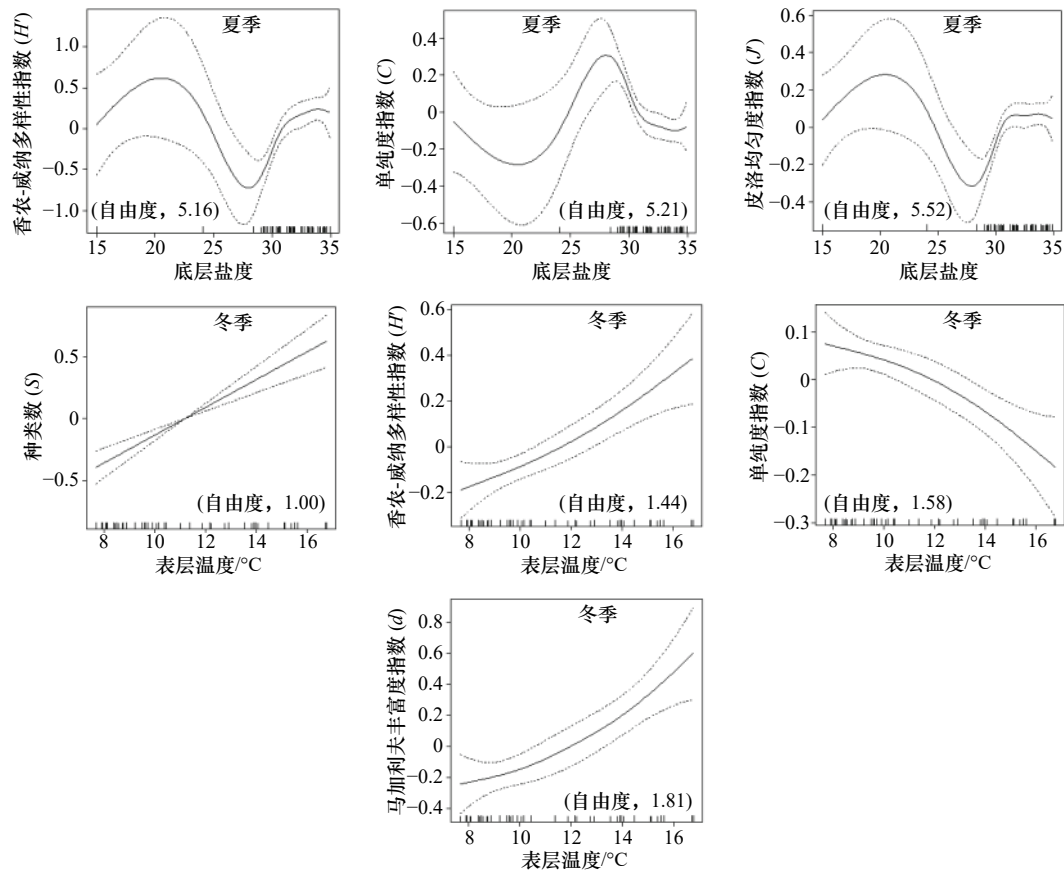 夏季
香农-威纳多样性指数 (H′)
1.0
0.5
0
−0.5
−1.0
(自由度，5.16)
15 20 25 30 35
底层盐度
夏季
单纯度指数 (C)
0.6
0.4
0.2
0
−0.2
−0.4
−0.6
(自由度，5.21)
15 20 25 30 35
底层盐度
夏季
皮洛均匀度指数 (J′)
0.6
0.4
0.2
0
−0.2
−0.4
(自由度，5.52)
15 20 25 30 35
底层盐度
冬季
种类数 (S)
0.5
0
−0.5
(自由度，1.00)
8 10 12 14 16
表层温度/°C
冬季
香农-威纳多样性指数 (H′)
0.6
0.4
0.2
0
−0.2
(自由度，1.44)
8 10 12 14 16
表层温度/°C
冬季
单纯度指数 (C)
0.1
0
−0.1
−0.2
−0.3
(自由度，1.58)
8 10 12 14 16
表层温度/°C
冬季
马加利夫丰富度指数 (d)
0.8
0.6
0.4
0.2
0
−0.2
−0.4
(自由度，1.81)
8 10 12 14 16
表层温度/°C